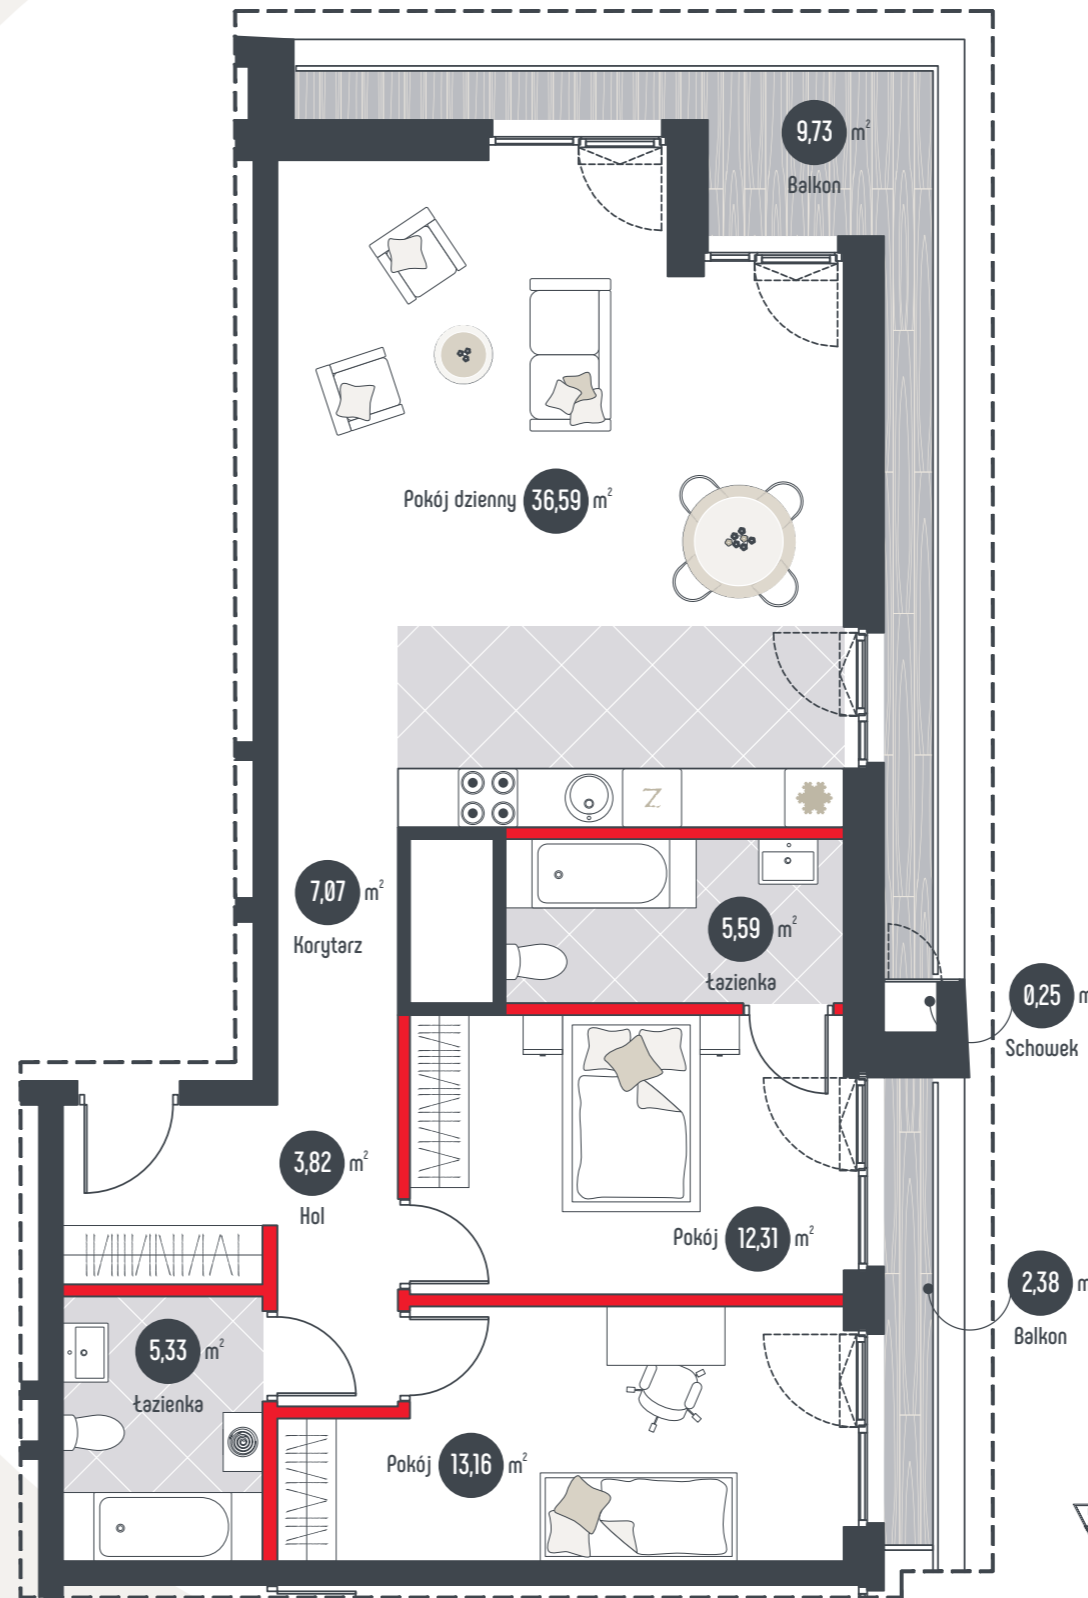 9,73 m²
Balkon
Pokój dzienny 36,59 m²
Z
7,07 m²
Korytarz
5,59 m²
Łazienka
0,25 m
Schowek
3,82 m²
Hol
Pokój 12,31 m²
2,38 m
Balkon
5,33 m²
Łazienka
Pokój 13,16 m²